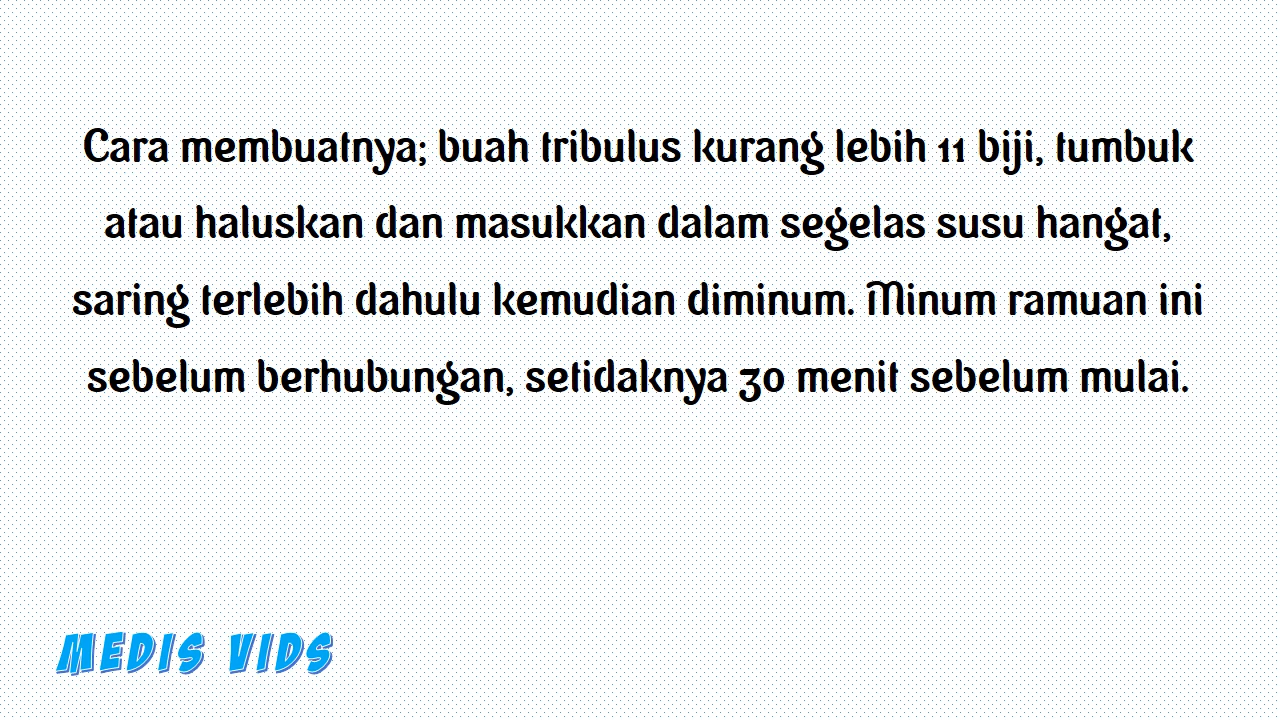 Cara membuatnya; buah tribulus kurang lebih 11 biji, tumbuk
atau haluskan dan masukkan dalam segelas susu hangat,
saring terlebih dahulu kemudian diminum. Minum ramuan ini
sebelum berhubungan, setidaknya 30 menit sebelum mulai.
MEDIS VIDS